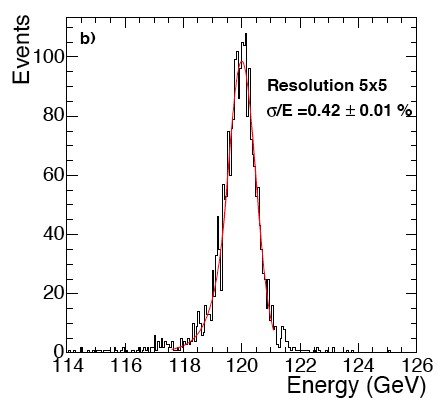 b)
Events
100
80
60
40
20
0
Resolution 5x5
σ/E =0.42 ± 0.01 %
114 116 118 120 122 124 126
Energy (GeV)